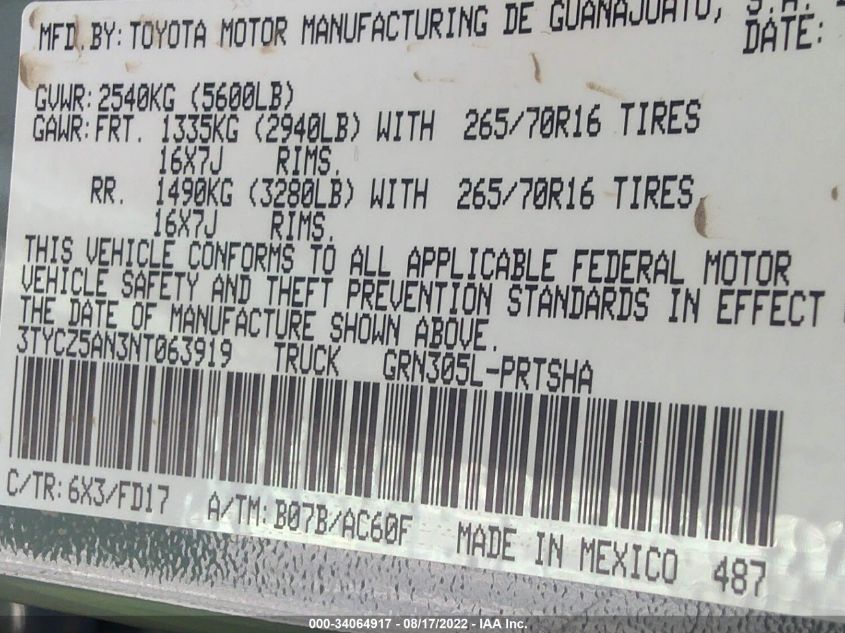 MFD. BY: TOYOTA MOTOR MANUFACTURING DE GUANAJUATO, S.A.
DATE:
GVWR: 2540KG (5600LB)
GAWR: FRT. 1335KG (2940LB) WITH 265/70R16 TIRES
16X7J RIMS.
RR. 1490KG (3280LB) WITH 265/70R16 TIRES
16X7J RIMS.
THIS VEHICLE CONFORMS TO ALL APPLICABLE FEDERAL MOTOR
VEHICLE SAFETY AND THEFT PREVENTION STANDARDS IN EFFECT
THE DATE OF MANUFACTURE SHOWN ABOVE.
3TYCZ5AN3NT063919 TRUCK GRN305L-PRTSHA
C/TR: 6X3/FD17 A/TM: B07B/AC60F MADE IN MEXICO 487
000-34064917 - 08/17/2022 - IAA Inc.